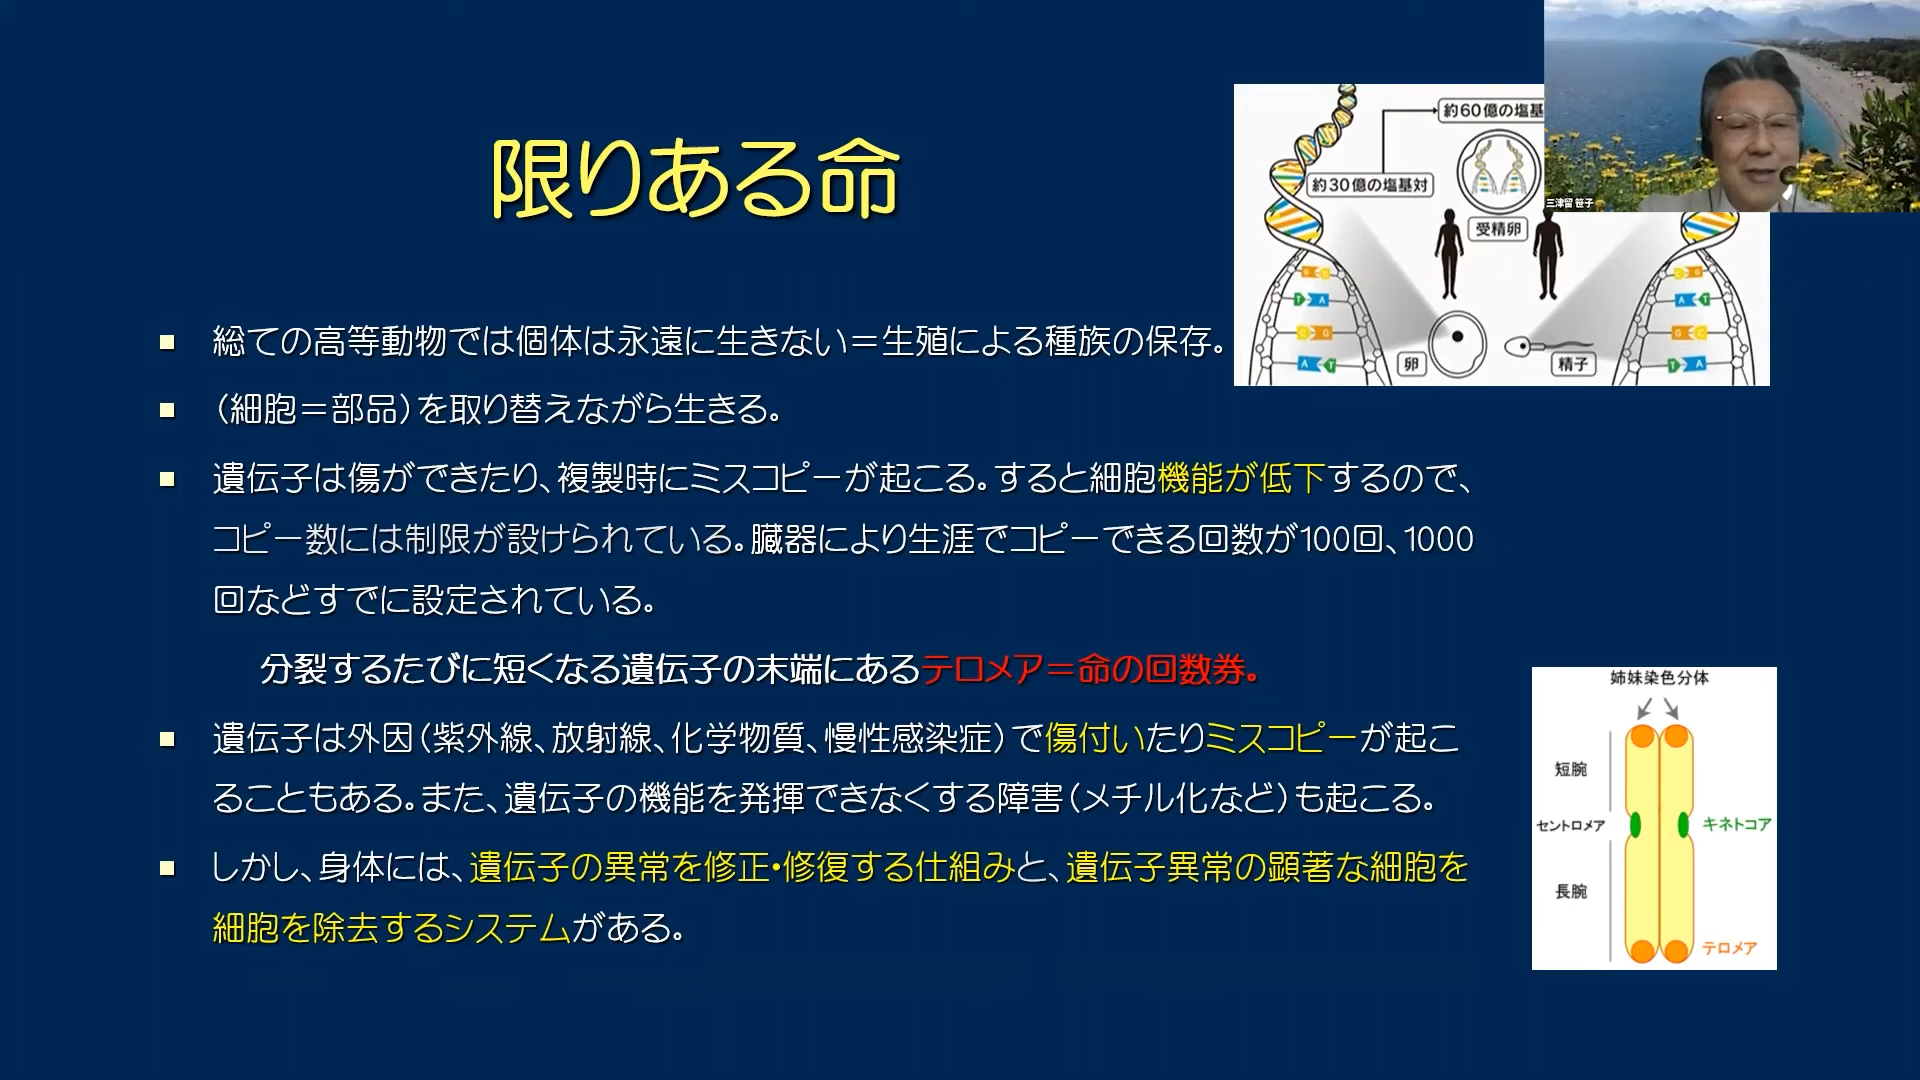 限りある命
総ての高等動物では個体は永遠に生きない＝生殖による種族の保存。
（細胞＝部品）を取り替えながら生きる。
遺伝子は傷ができたり、複製時にミスコピーが起こる。すると細胞機能が低下するので、
コピー数には制限が設けられている。臓器により生涯でコピーできる回数が100回、1000
回などすでに設定されている。
分裂するたびに短くなる遺伝子の末端にあるテロメア＝命の回数券。
遺伝子は外因（紫外線、放射線、化学物質、慢性感染症）で傷付いたりミスコピーが起こ
ることもある。また、遺伝子の機能を発揮できなくする障害（メチル化など）も起こる。
しかし、身体には、遺伝子の異常を修正・修復する仕組みと、遺伝子異常の顕著な細胞を
細胞を除去するシステムがある。
約60億の塩基
約30億の塩基対
受精卵
卵
精子
G C
T A
C G
A T
C G
A T
G C
T A
三津留 笹子
姉妹染色分体
短腕
セントロメア
キネトコア
長腕
テロメア